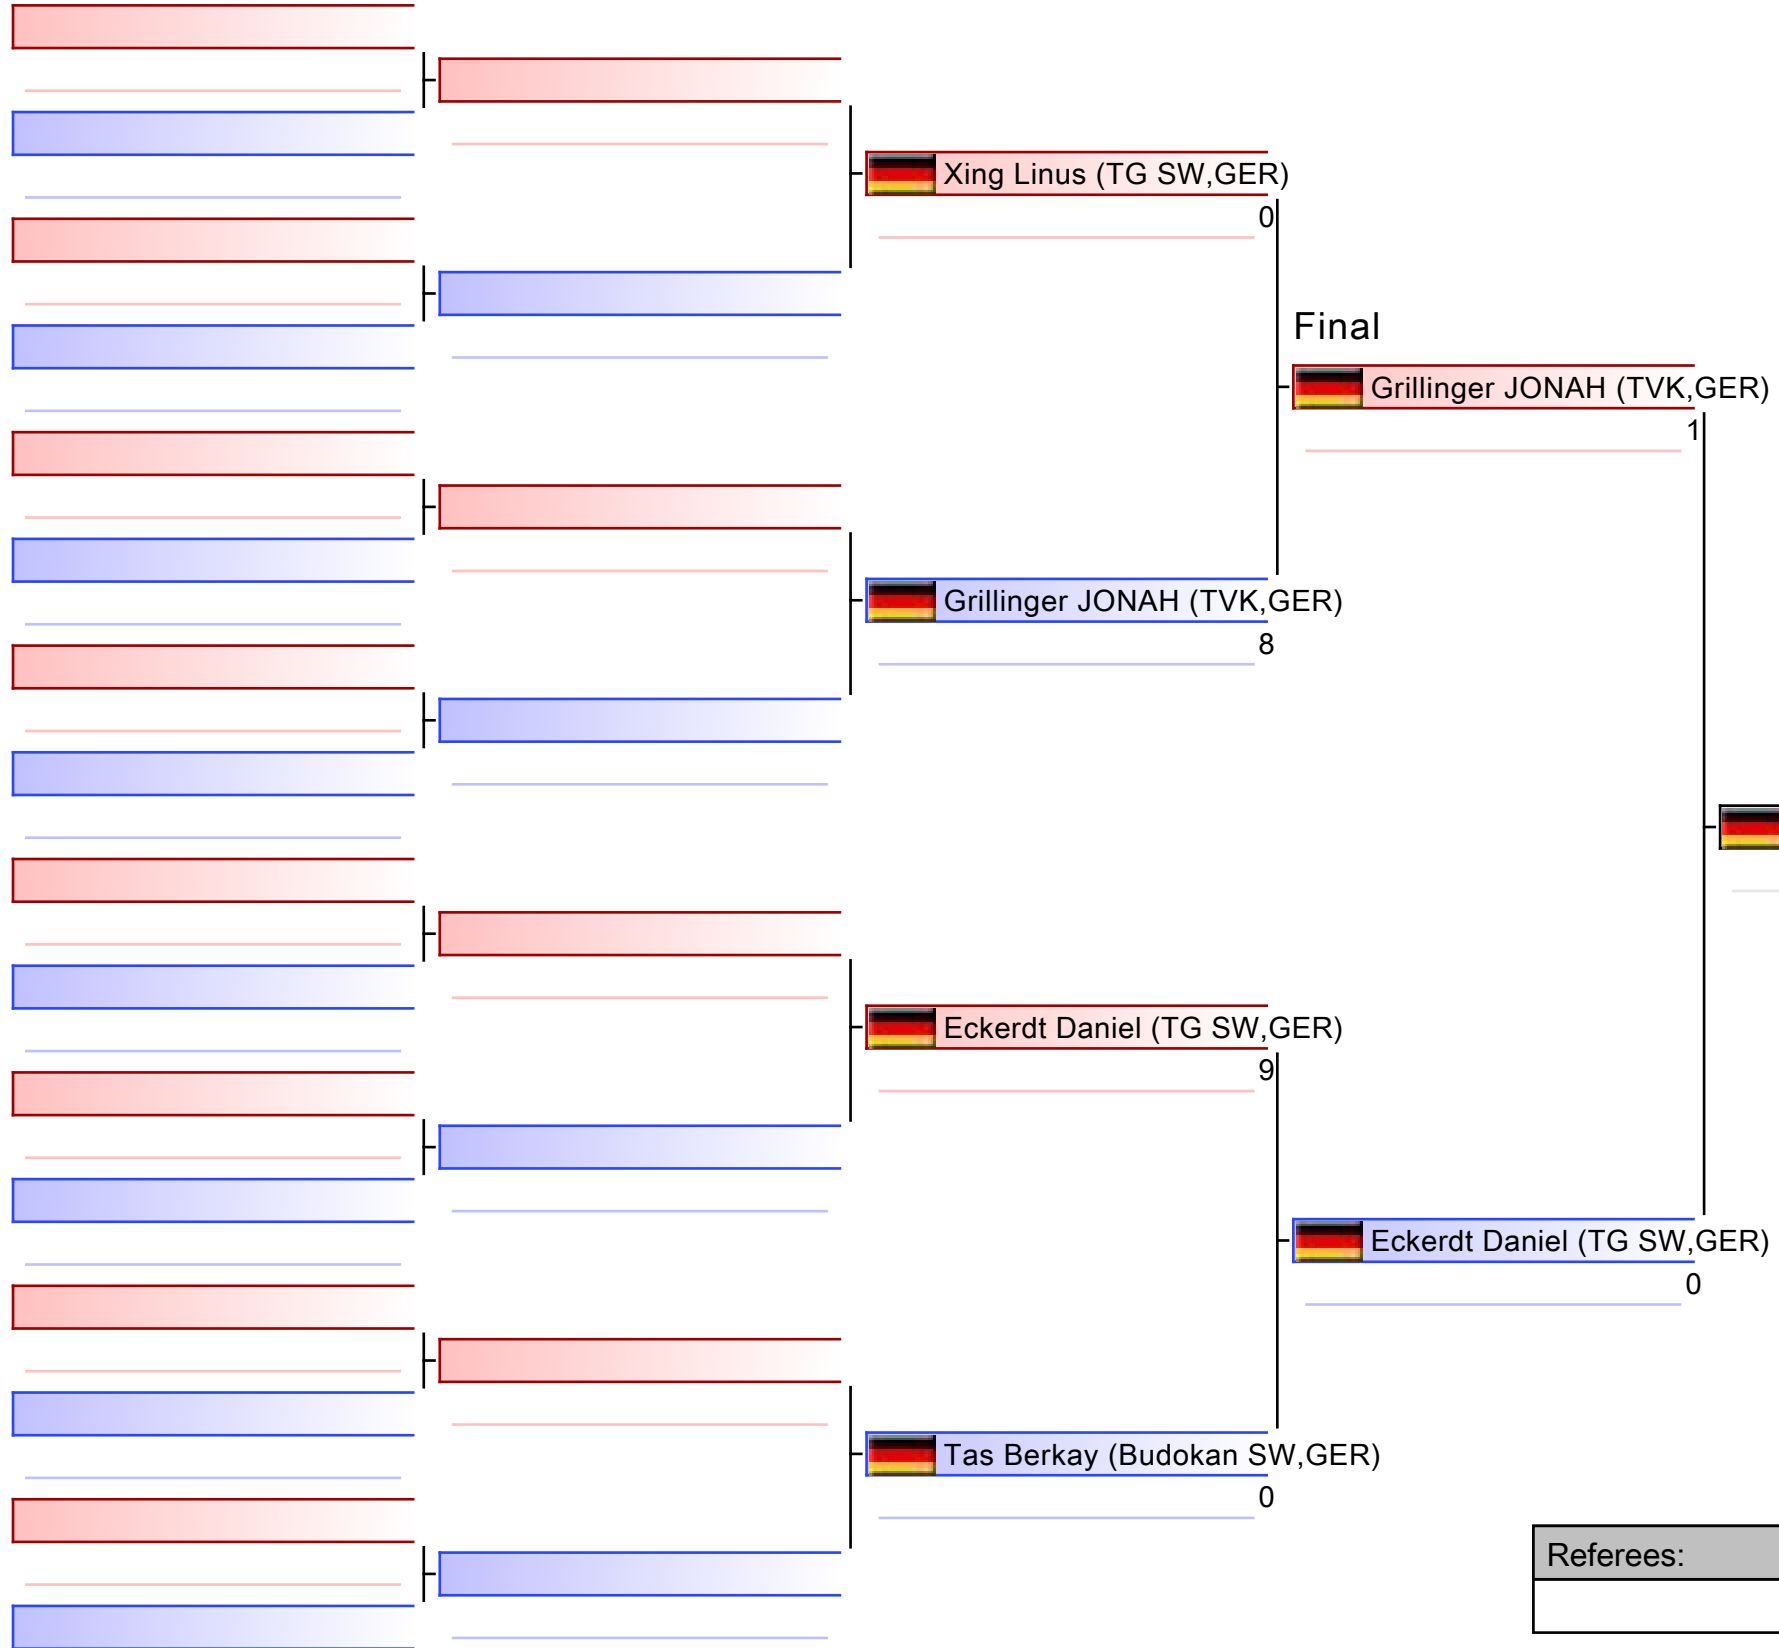 Xing Linus (TG SW,GER)
0
Final
Grillinger JONAH (TVK,GER)
1
Grillinger JONAH (TVK,GER)
8
Eckerdt Daniel (TG SW,GER)
9
Eckerdt Daniel (TG SW,GER)
0
Tas Berkay (Budokan SW,GER)
0
Referees: